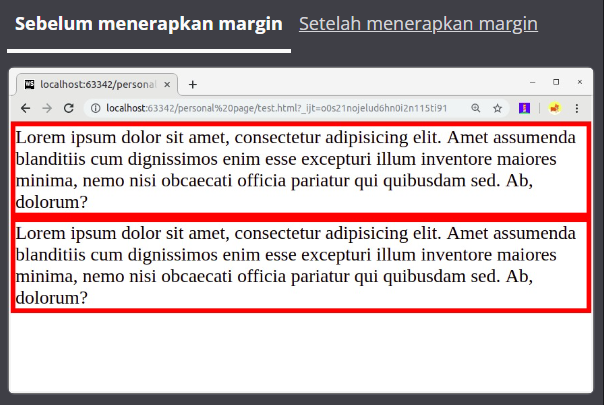 Sebelum menerapkan margin
Setelah menerapkan margin
localhost:63342/personal
localhost:63342/personal%20page/test.html?_ijt=o0s21nojelud6hn0i2n115ti91
Lorem ipsum dolor sit amet, consectetur adipisicing elit. Amet assumenda
blanditiis cum dignissimos enim esse excepturi illum inventore maiores
minima, nemo nisi obcaecati officia pariatur qui quibusdam sed. Ab,
dolorum?
Lorem ipsum dolor sit amet, consectetur adipisicing elit. Amet assumenda
blanditiis cum dignissimos enim esse excepturi illum inventore maiores
minima, nemo nisi obcaecati officia pariatur qui quibusdam sed. Ab,
dolorum?